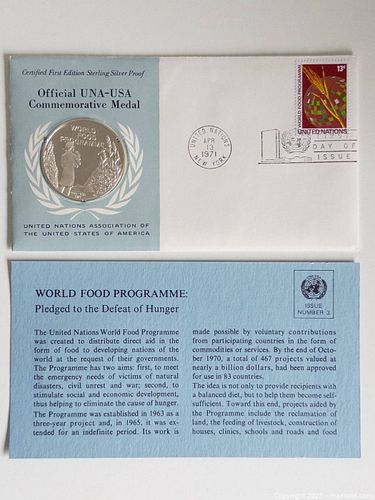 Certified First Edition Sterling Silver Proof
Official UNA-USA
Commemorative Medal
WORLD
FOOD
PROGRAMME
UNITED NATIONS ASSOCIATION OF
THE UNITED STATES OF AMERICA
UNITED NATIONS
APR
13
1971
NEW YORK
13c
WORLD FOOD PROGRAMME
UNITED NATIONS
FIRST
DAY OF
ISSUE
WORLD FOOD PROGRAMME:
Pledged to the Defeat of Hunger
ISSUE
NUMBER 3
The United Nations World Food Programme
was created to distribute direct aid in the
form of food to developing nations of the
world at the request of their governments.
The Programme has two aims: first, to meet
the emergency needs of victims of natural
disasters, civil unrest and war; second, to
stimulate social and economic development,
thus helping to eliminate the cause of hunger.
The Programme was established in 1963 as a
three-year project and, in 1965, it was ex-
tended for an indefinite period. Its work is
made possible by voluntary contributions
from participating countries in the form of
commodities or services. By the end of Octo-
ber 1970, a total of 467 projects valued at
nearly a billion dollars, had been approved
for use in 83 countries.
The idea is not only to provide recipients with
a balanced diet, but to help them become self-
sufficient. Toward this end, projects aided by
the Programme include the reclamation of
land, the feeding of livestock, construction of
houses, clinics, schools and roads and food